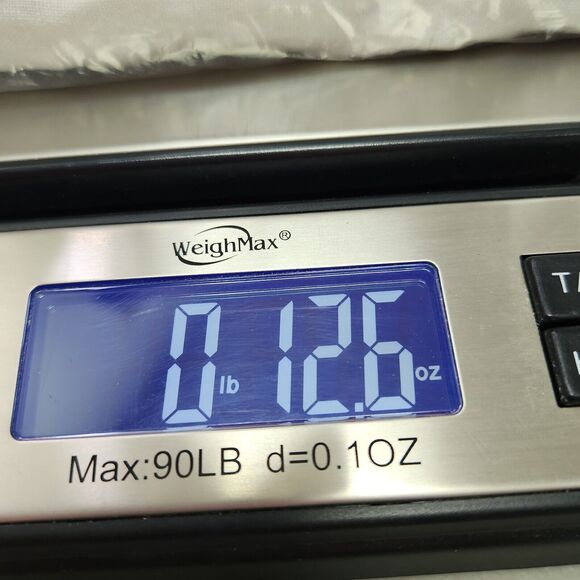 WeighMax®
0 lb 12.6 oz
Max:90LB d=0.1OZ